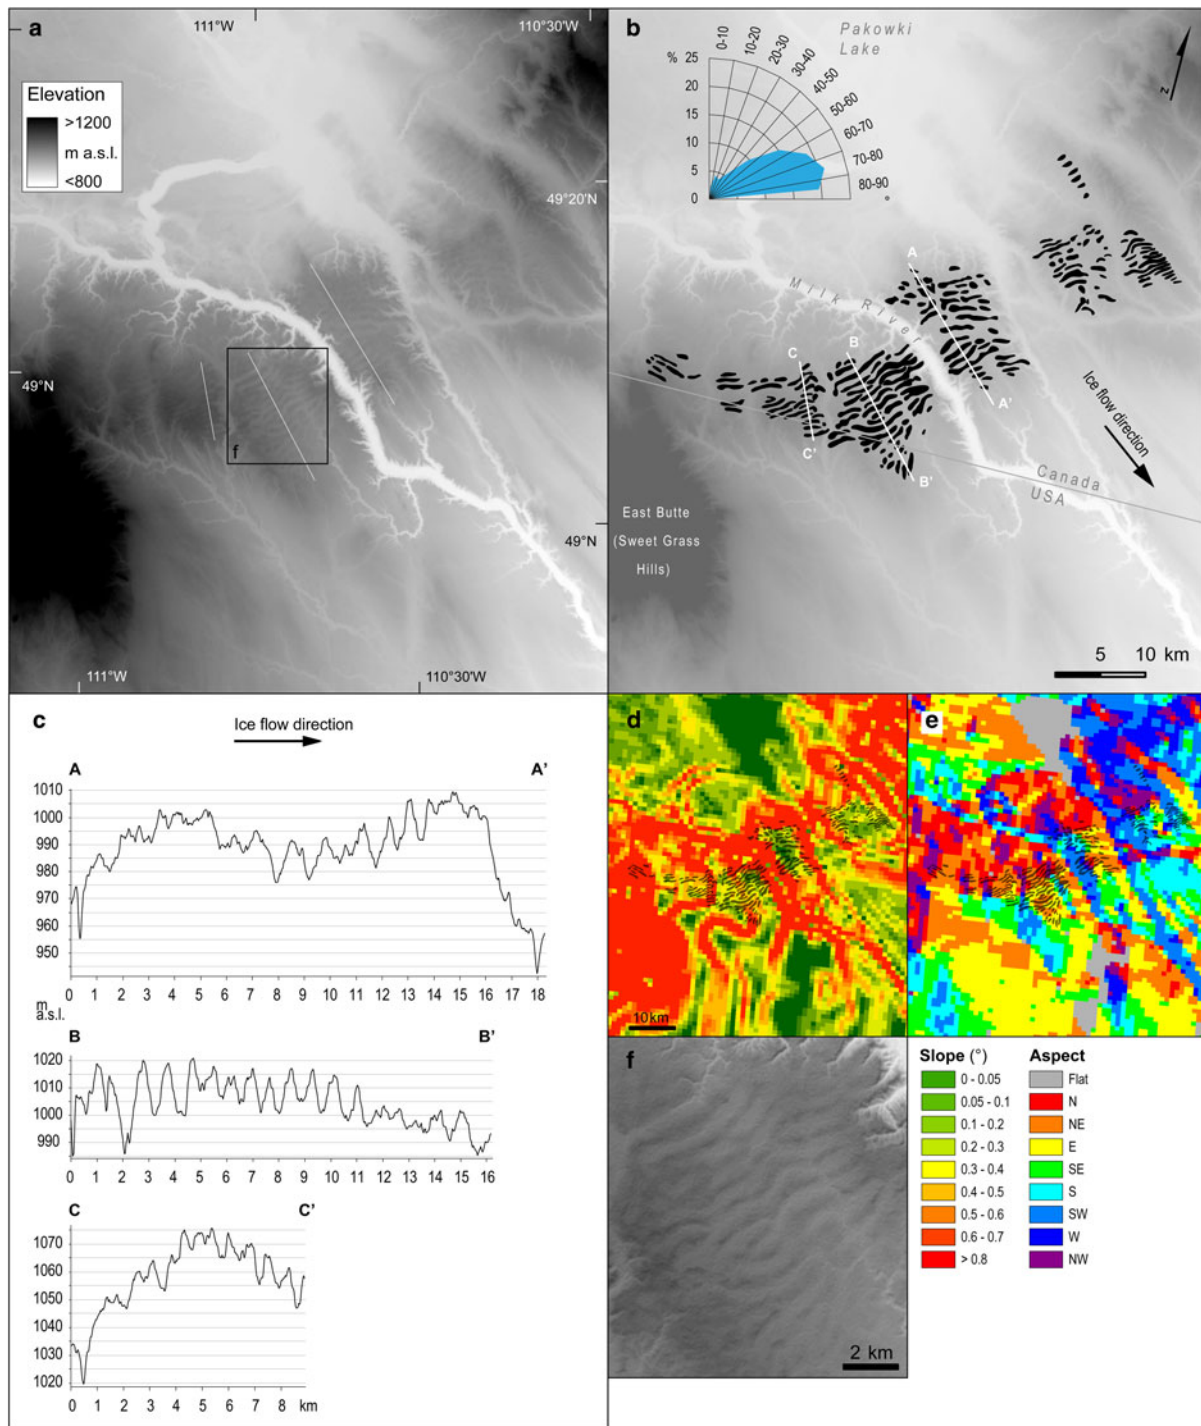 a
111°W
110°30'W
Elevation
>1200
m a.s.l.
<800
49°20'N
49°N
f
49°N
111°W
110°30'W
b
Pakowki
Lake
N
%
25
20
15
10
5
0
0-10
10-20
20-30
30-40
40-50
50-60
60-70
70-80
80-90
°
Milk River
A
A'
B
B'
C
C'
Ice flow direction
Canada
USA
East Butte
(Sweet Grass
Hills)
5 10 km
c
Ice flow direction
A A'
1010
1000
990
980
970
960
950
0 1 2 3 4 5 6 7 8 9 10 11 12 13 14 15 16 17 18
m
a.s.l.
B B'
1020
1010
1000
990
0 1 2 3 4 5 6 7 8 9 10 11 12 13 14 15 16
C C'
1070
1060
1050
1040
1030
1020
0 1 2 3 4 5 6 7 8 km
d
10km
e
f
2 km
Slope (°)
0 - 0.05
0.05 - 0.1
0.1 - 0.2
0.2 - 0.3
0.3 - 0.4
0.4 - 0.5
0.5 - 0.6
0.6 - 0.7
> 0.8
Aspect
Flat
N
NE
E
SE
S
SW
W
NW